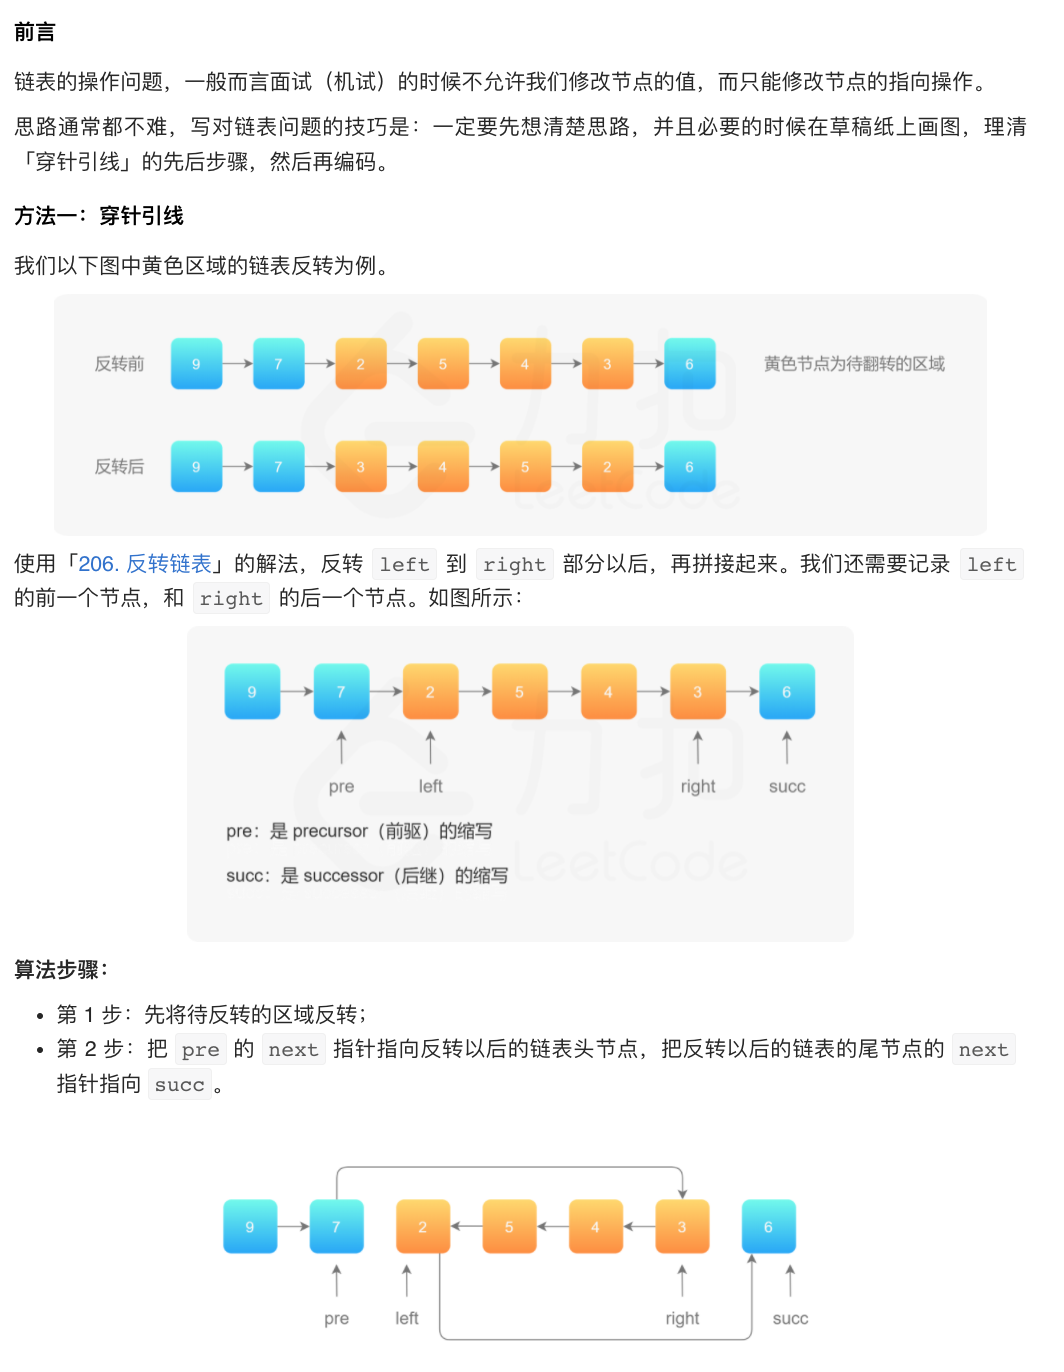 前言
链表的操作问题，一般而言面试（机试）的时候不允许我们修改节点的值，而只能修改节点的指向操作。
思路通常都不难，写对链表问题的技巧是：一定要先想清楚思路，并且必要的时候在草稿纸上画图，理清
「穿针引线」的先后步骤，然后再编码。
方法一：穿针引线
我们以下图中黄色区域的链表反转为例。
反转前 9 7 2 5 4 3 6 黄色节点为待翻转的区域
反转后 9 7 3 4 5 2 6
力扣
LeetCode
使用「206. 反转链表」的解法，反转 left 到 right 部分以后，再拼接起来。我们还需要记录 left
的前一个节点，和 right 的后一个节点。如图所示：
9 7 2 5 4 3 6
pre left right succ
pre：是 precursor（前驱）的缩写
succ：是 successor（后继）的缩写
力扣
LeetCode
算法步骤：
• 第 1 步：先将待反转的区域反转；
• 第 2 步：把 pre 的 next 指针指向反转以后的链表头节点，把反转以后的链表的尾节点的 next
指针指向 succ 。
9 7 2 5 4 3 6
pre left right succ